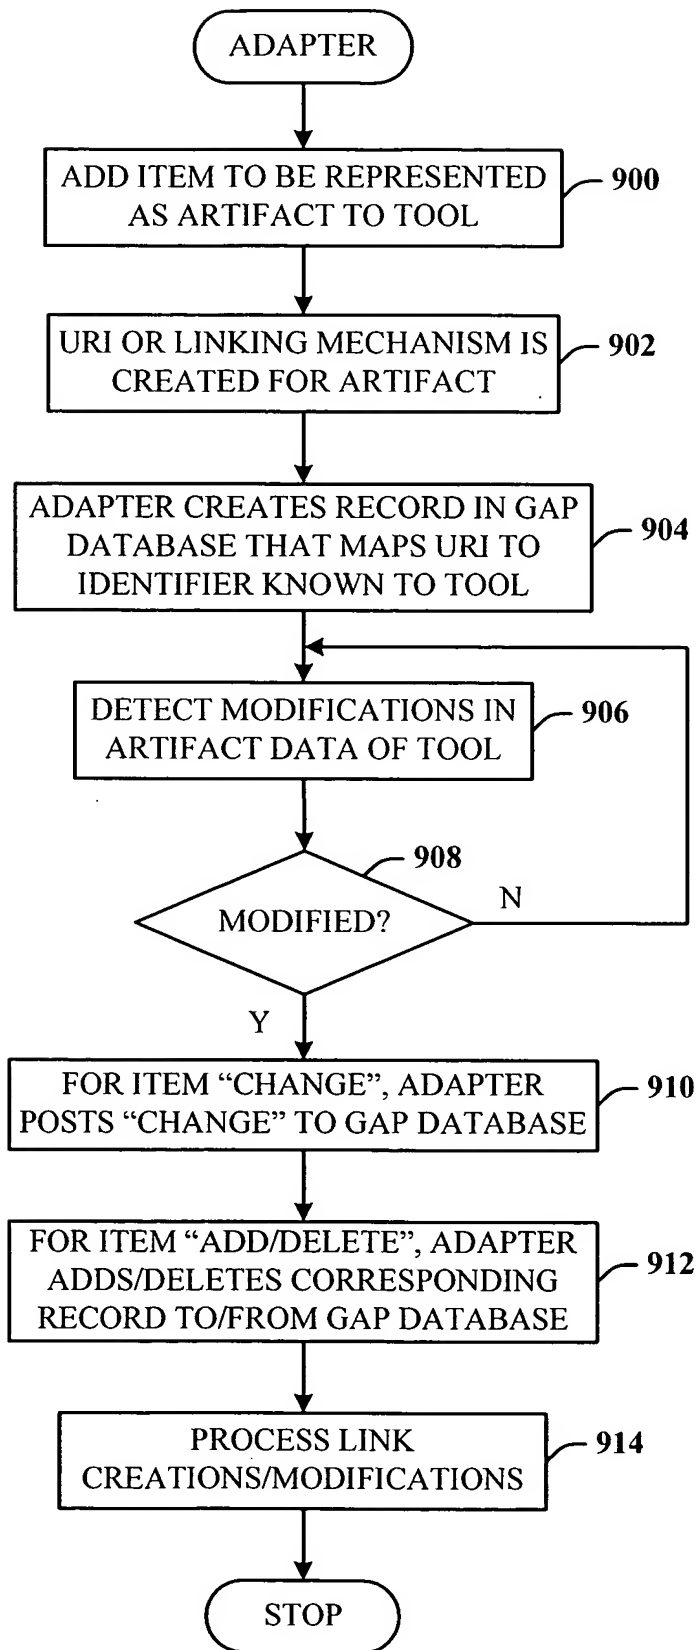 ADAPTER
ADD ITEM TO BE REPRESENTED
AS ARTIFACT TO TOOL
900
URI OR LINKING MECHANISM IS
CREATED FOR ARTIFACT
902
ADAPTER CREATES RECORD IN GAP
DATABASE THAT MAPS URI TO
IDENTIFIER KNOWN TO TOOL
904
DETECT MODIFICATIONS IN
ARTIFACT DATA OF TOOL
906
908
MODIFIED?
N
Y
FOR ITEM “CHANGE”, ADAPTER
POSTS “CHANGE” TO GAP DATABASE
910
FOR ITEM “ADD/DELETE”, ADAPTER
ADDS/DELETES CORRESPONDING
RECORD TO/FROM GAP DATABASE
912
PROCESS LINK
CREATIONS/MODIFICATIONS
914
STOP